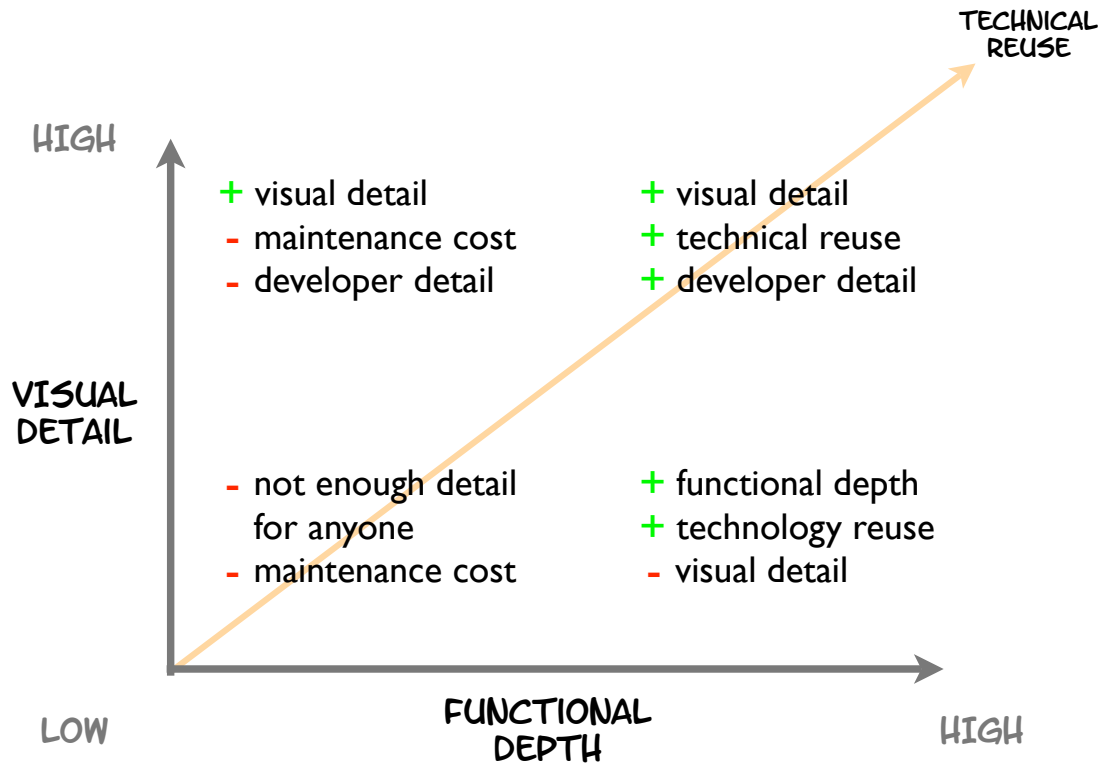 TECHNICAL
REUSE
HIGH
+ visual detail
- maintenance cost
- developer detail
+ visual detail
+ technical reuse
+ developer detail
VISUAL
DETAIL
- not enough detail
for anyone
- maintenance cost
+ functional depth
+ technology reuse
- visual detail
LOW
FUNCTIONAL
DEPTH
HIGH